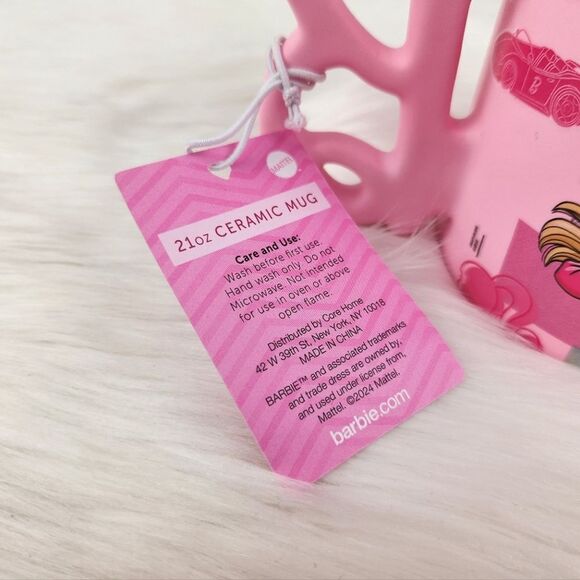 MATTEL
21oz CERAMIC MUG
Care and Use:
Wash before first use.
Hand wash only. Do not
Microwave. Not intended
for use in oven or above
open flame.
Distributed by Core Home
42 W 39th St, New York, NY 10018
MADE IN CHINA
BARBIE™ and associated trademarks
and trade dress are owned by,
and used under license from,
Mattel. ©2024 Mattel.
barbie.com
B